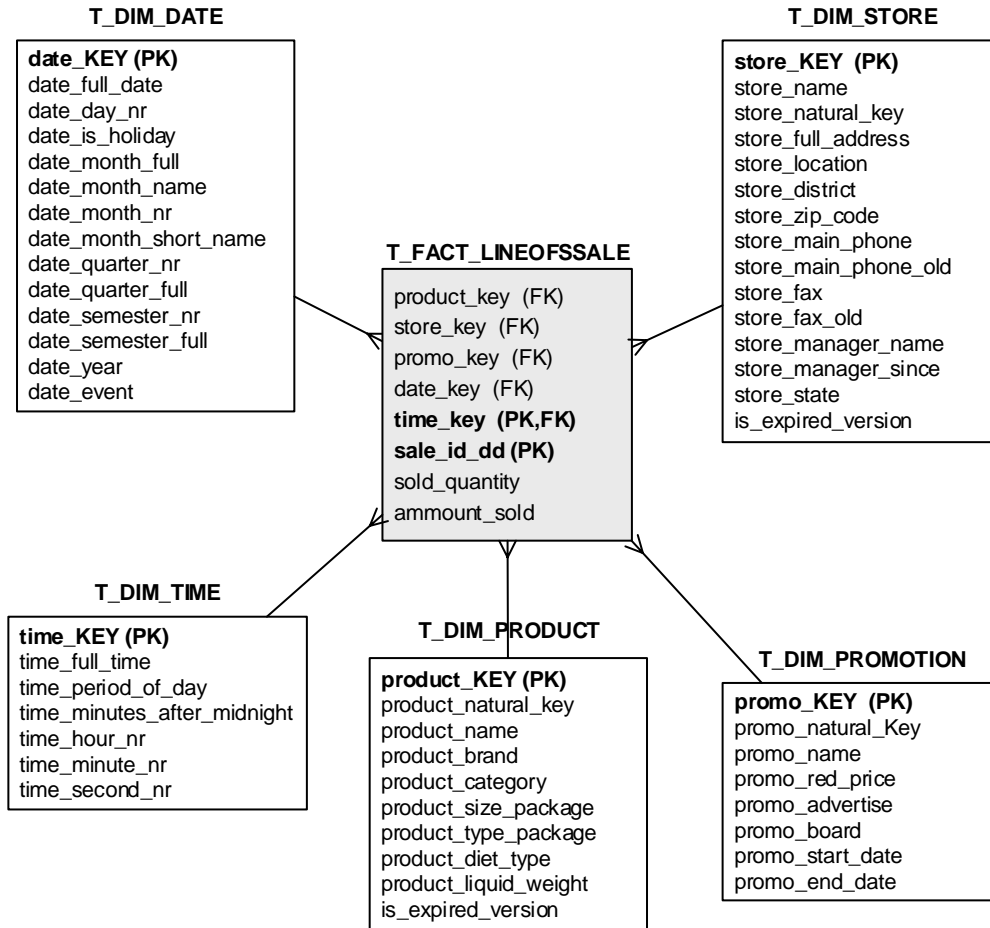 T_DIM_DATE
date_KEY (PK)
date_full_date
date_day_nr
date_is_holiday
date_month_full
date_month_name
date_month_nr
date_month_short_name
date_quarter_nr
date_quarter_full
date_semester_nr
date_semester_full
date_year
date_event
T_DIM_STORE
store_KEY (PK)
store_name
store_natural_key
store_full_address
store_location
store_district
store_zip_code
store_main_phone
store_main_phone_old
store_fax
store_fax_old
store_manager_name
store_manager_since
store_state
is_expired_version
T_FACT_LINEOFSSALE
product_key (FK)
store_key (FK)
promo_key (FK)
date_key (FK)
time_key (PK,FK)
sale_id_dd (PK)
sold_quantity
ammount_sold
T_DIM_TIME
time_KEY (PK)
time_full_time
time_period_of_day
time_minutes_after_midnight
time_hour_nr
time_minute_nr
time_second_nr
T_DIM_PRODUCT
product_KEY (PK)
product_natural_key
product_name
product_brand
product_category
product_size_package
product_type_package
product_diet_type
product_liquid_weight
is_expired_version
T_DIM_PROMOTION
promo_KEY (PK)
promo_natural_Key
promo_name
promo_red_price
promo_advertise
promo_board
promo_start_date
promo_end_date